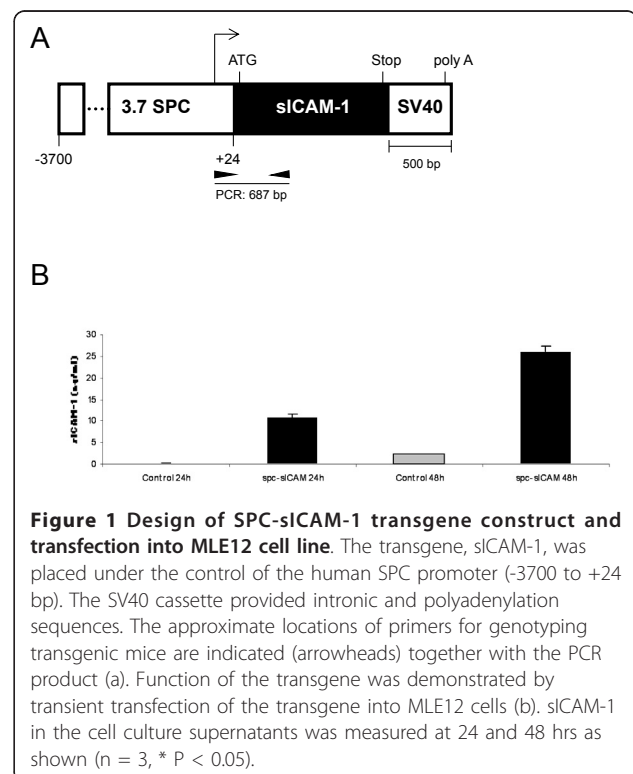 A
ATG
Stop
poly A
3.7 SPC
sICAM-1
SV40
-3700
+24
500 bp
PCR: 687 bp
B
sICAM-1 (ng/ml)
30
25
20
15
10
5
0
Control 24h
spc-sICAM 24h
Control 48h
spc-sICAM 48h
Figure 1 Design of SPC-sICAM-1 transgene construct and
transfection into MLE12 cell line. The transgene, sICAM-1, was
placed under the control of the human SPC promoter (-3700 to +24
bp). The SV40 cassette provided intronic and polyadenylation
sequences. The approximate locations of primers for genotyping
transgenic mice are indicated (arrowheads) together with the PCR
product (a). Function of the transgene was demonstrated by
transient transfection of the transgene into MLE12 cells (b). sICAM-1
in the cell culture supernatants was measured at 24 and 48 hrs as
shown (n = 3, * P < 0.05).